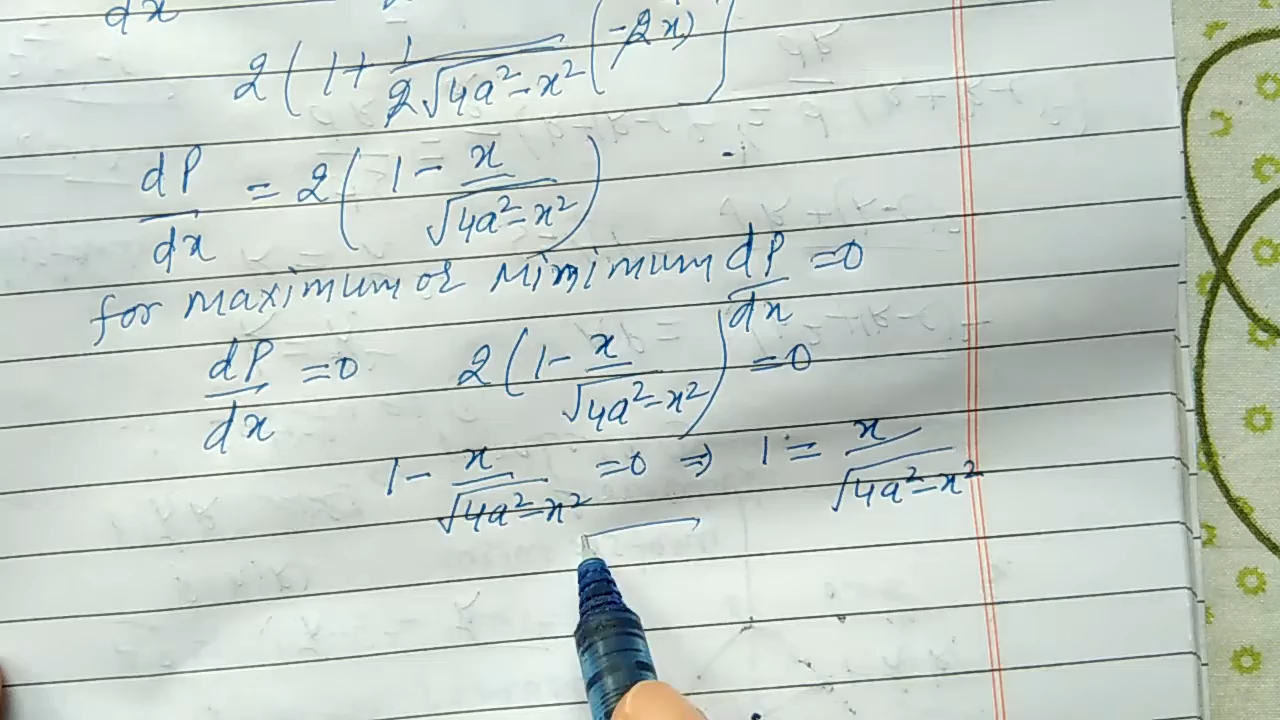 dx
2(1+1/2√4a²-x² (-2x))
dP/dx = 2(1-x/√4a²-x²)
for maximum or Minimum dP/dx =0
dP/dx =0 2(1-x/√4a²-x²) =0
1-x/√4a²-x² =0 ⇒ 1= x/√4a²-x²